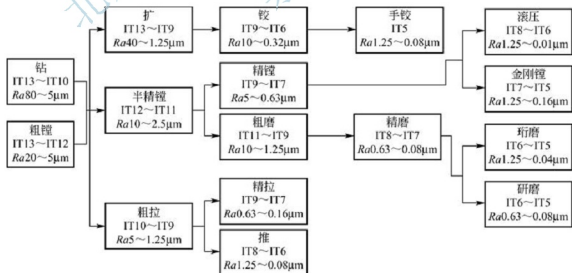 扩
IT13～IT9
Ra40～1.25μm
铰
IT9～IT6
Ra10～0.32μm
手铰
IT5
Ra1.25～0.08μm
滚压
IT8～IT6
Ra1.25～0.01μm
钻
IT13～IT10
Ra80～5μm
粗镗
IT13～IT12
Ra20～5μm
半精镗
IT12～IT11
Ra10～2.5μm
精镗
IT9～IT7
Ra5～0.63μm
金刚镗
IT7～IT5
Ra1.25～0.16μm
粗磨
IT11～IT9
Ra10～1.25μm
精磨
IT8～IT7
Ra0.63～0.08μm
珩磨
IT6～IT5
Ra1.25～0.04μm
研磨
IT6～IT5
Ra0.63～0.08μm
粗拉
IT10～IT9
Ra5～1.25μm
精拉
IT9～IT7
Ra0.63～0.16μm
推
IT8～IT6
Ra1.25～0.08μm